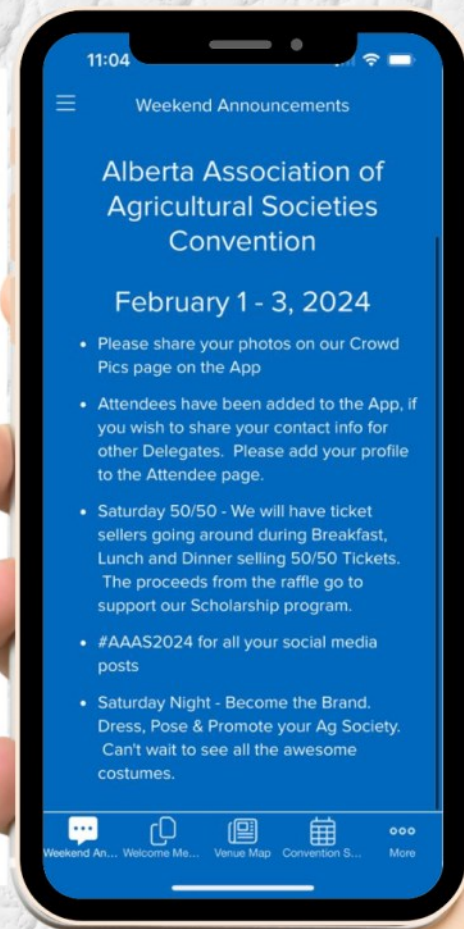 11:04
Weekend Announcements
Alberta Association of
Agricultural Societies
Convention
February 1 - 3, 2024
• Please share your photos on our Crowd
Pics page on the App
• Attendees have been added to the App, if
you wish to share your contact info for
other Delegates. Please add your profile
to the Attendee page.
• Saturday 50/50 - We will have ticket
sellers going around during Breakfast,
Lunch and Dinner selling 50/50 Tickets.
The proceeds from the raffle go to
support our Scholarship program.
• #AAAS2024 for all your social media
posts
• Saturday Night - Become the Brand.
Dress, Pose & Promote your Ag Society.
Can't wait to see all the awesome
costumes.
Weekend An... Welcome Me... Venue Map Convention S... More